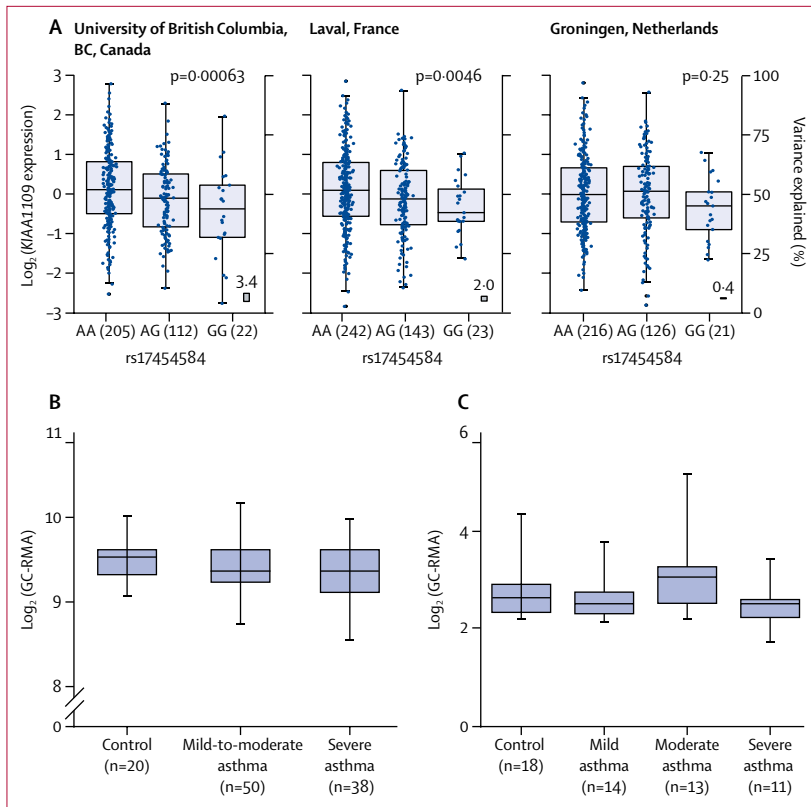 A
University of British Columbia,
BC, Canada
Laval, France
Groningen, Netherlands
Log2 (KIAA1109 expression)
3
2
1
0
–1
–2
–3
p=0·00063
3.4
AA (205) AG (112) GG (22)
rs17454584
p=0·0046
2·0
AA (242) AG (143) GG (23)
rs17454584
p=0·25
0·4
AA (216) AG (126) GG (21)
rs17454584
100
75
50
25
0
Variance explained (%)
B
Log2 (GC-RMA)
11
10
9
8
0
Control
(n=20)
Mild-to-moderate
asthma
(n=50)
Severe
asthma
(n=38)
C
Log2 (GC-RMA)
6
4
2
0
Control
(n=18)
Mild
asthma
(n=14)
Moderate
asthma
(n=13)
Severe
asthma
(n=11)